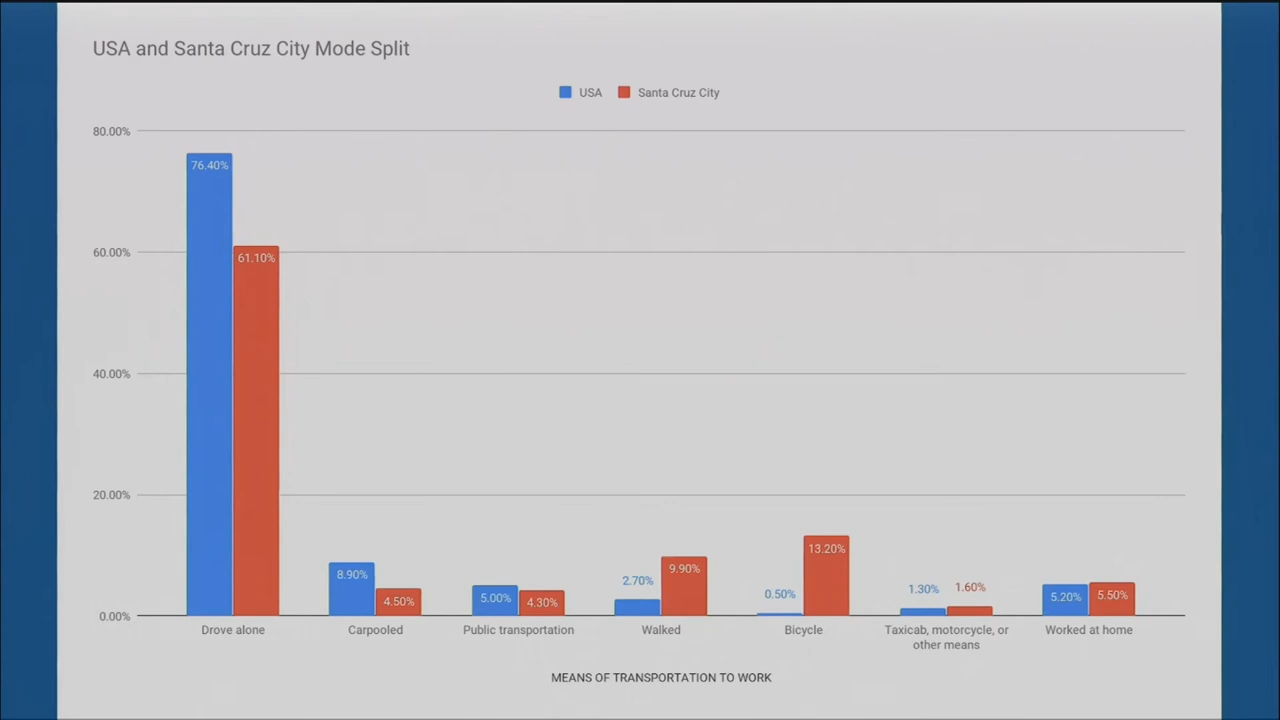 USA and Santa Cruz City Mode Split
USA Santa Cruz City
80.00%
60.00%
40.00%
20.00%
0.00%
76.40%
61.10%
8.90%
4.50%
5.00%
4.30%
2.70%
9.90%
0.50%
13.20%
1.30%
1.60%
5.20%
5.50%
Drove alone
Carpooled
Public transportation
Walked
Bicycle
Taxicab, motorcycle, or
other means
Worked at home
MEANS OF TRANSPORTATION TO WORK